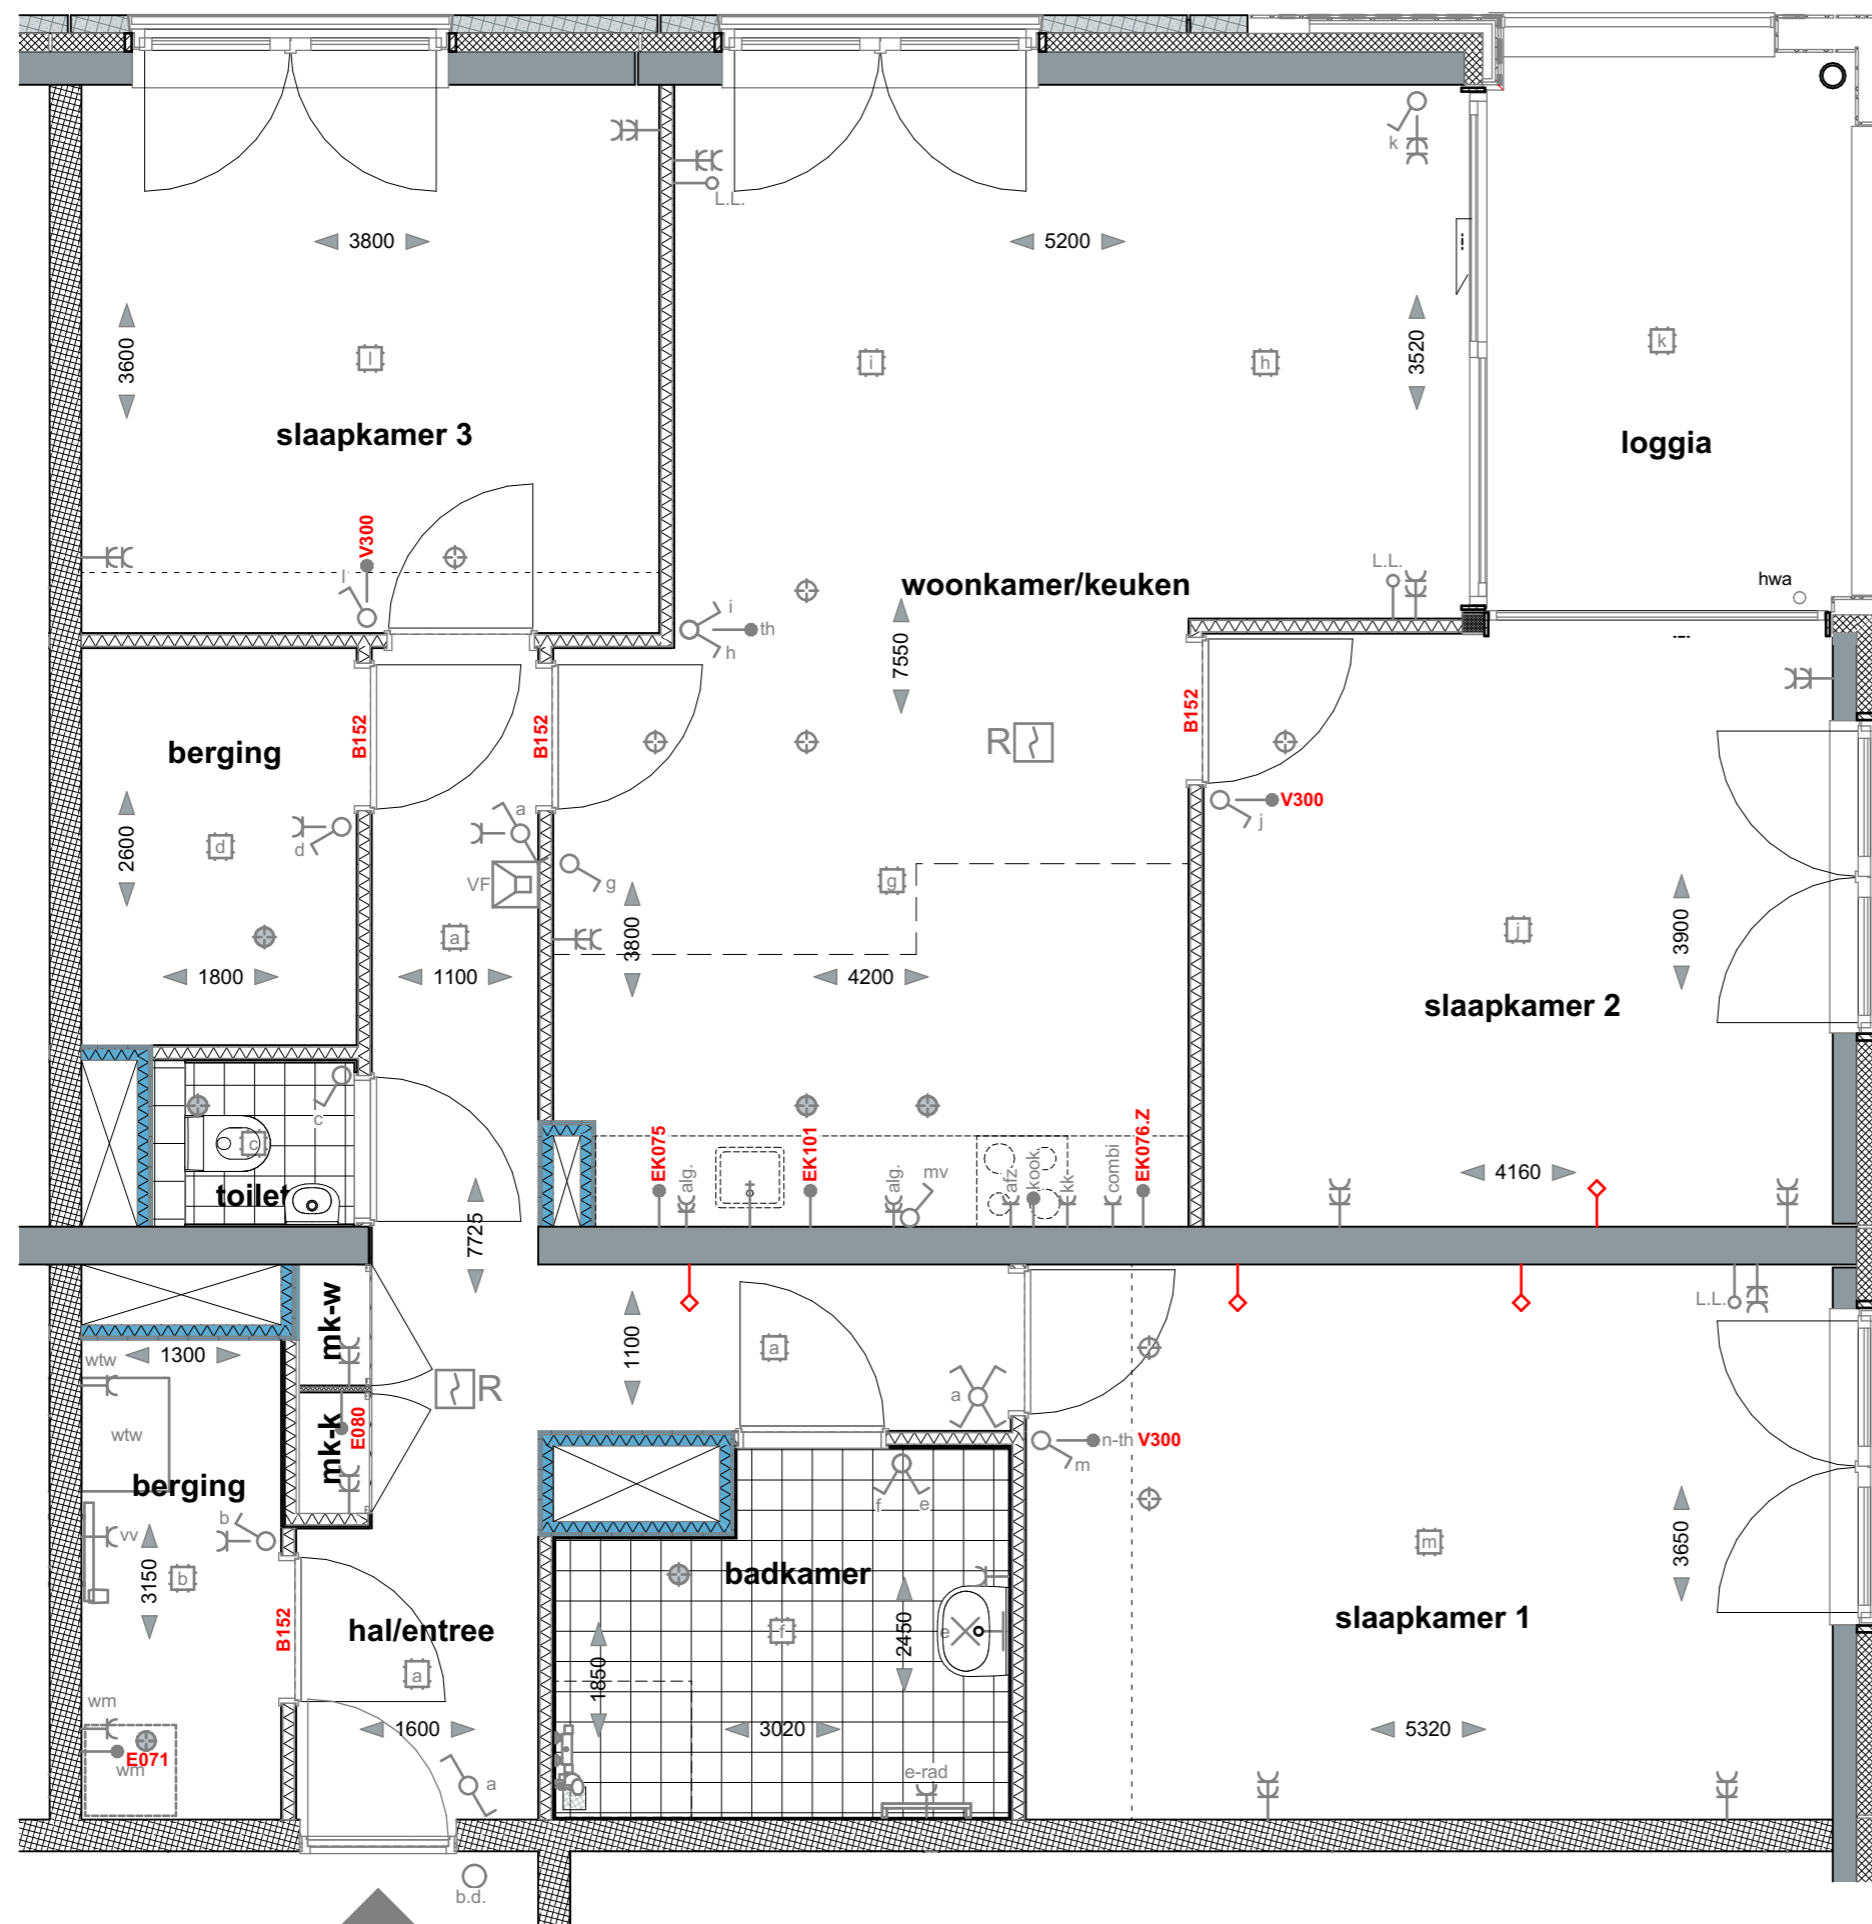 k
L.L.
3800
5200
3600
l
i
h
3520
k
slaapkamer 3
loggia
V300
l
woonkamer/keuken
L.L.
hwa
i
th
h
7550
B152
B152
B152
berging
R
V300
j
2600
d
d
a
VF
g
g
3800
a
j
3900
1800
1100
4200
slaapkamer 2
c
c
toilet
EK075
alg.
EK101
alg.
mv
afz.
kook.
kk
combi
EK076.Z
4160
7725
mk-w
1300
wtw
1100
a
a
L.L.
R
wtw
mk-k
E080
n-th
V300
m
berging
b
vv
3150
b
f
e
badkamer
m
3650
B152
hal/entree
a
1850
f
2450
e
slaapkamer 1
wm
1600
3020
5320
E071
wm
a
e-rad
b.d.